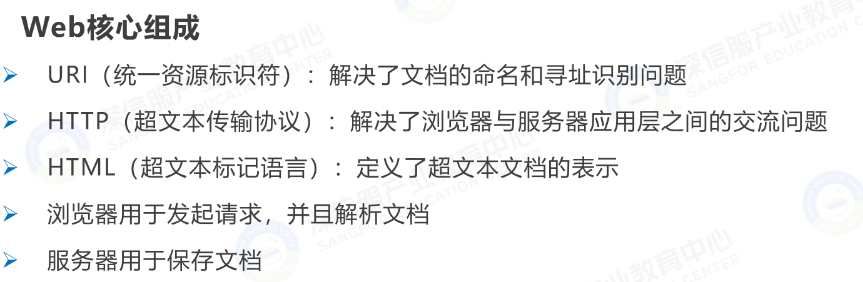 Web核心组成
URI（统一资源标识符）：解决了文档的命名和寻址识别问题
HTTP（超文本传输协议）：解决了浏览器与服务器应用层之间的交流问题
HTML（超文本标记语言）：定义了超文本文档的表示
浏览器用于发起请求，并且解析文档
服务器用于保存文档
深信服产业教育中心
SANGFOR EDUCATION CENTER